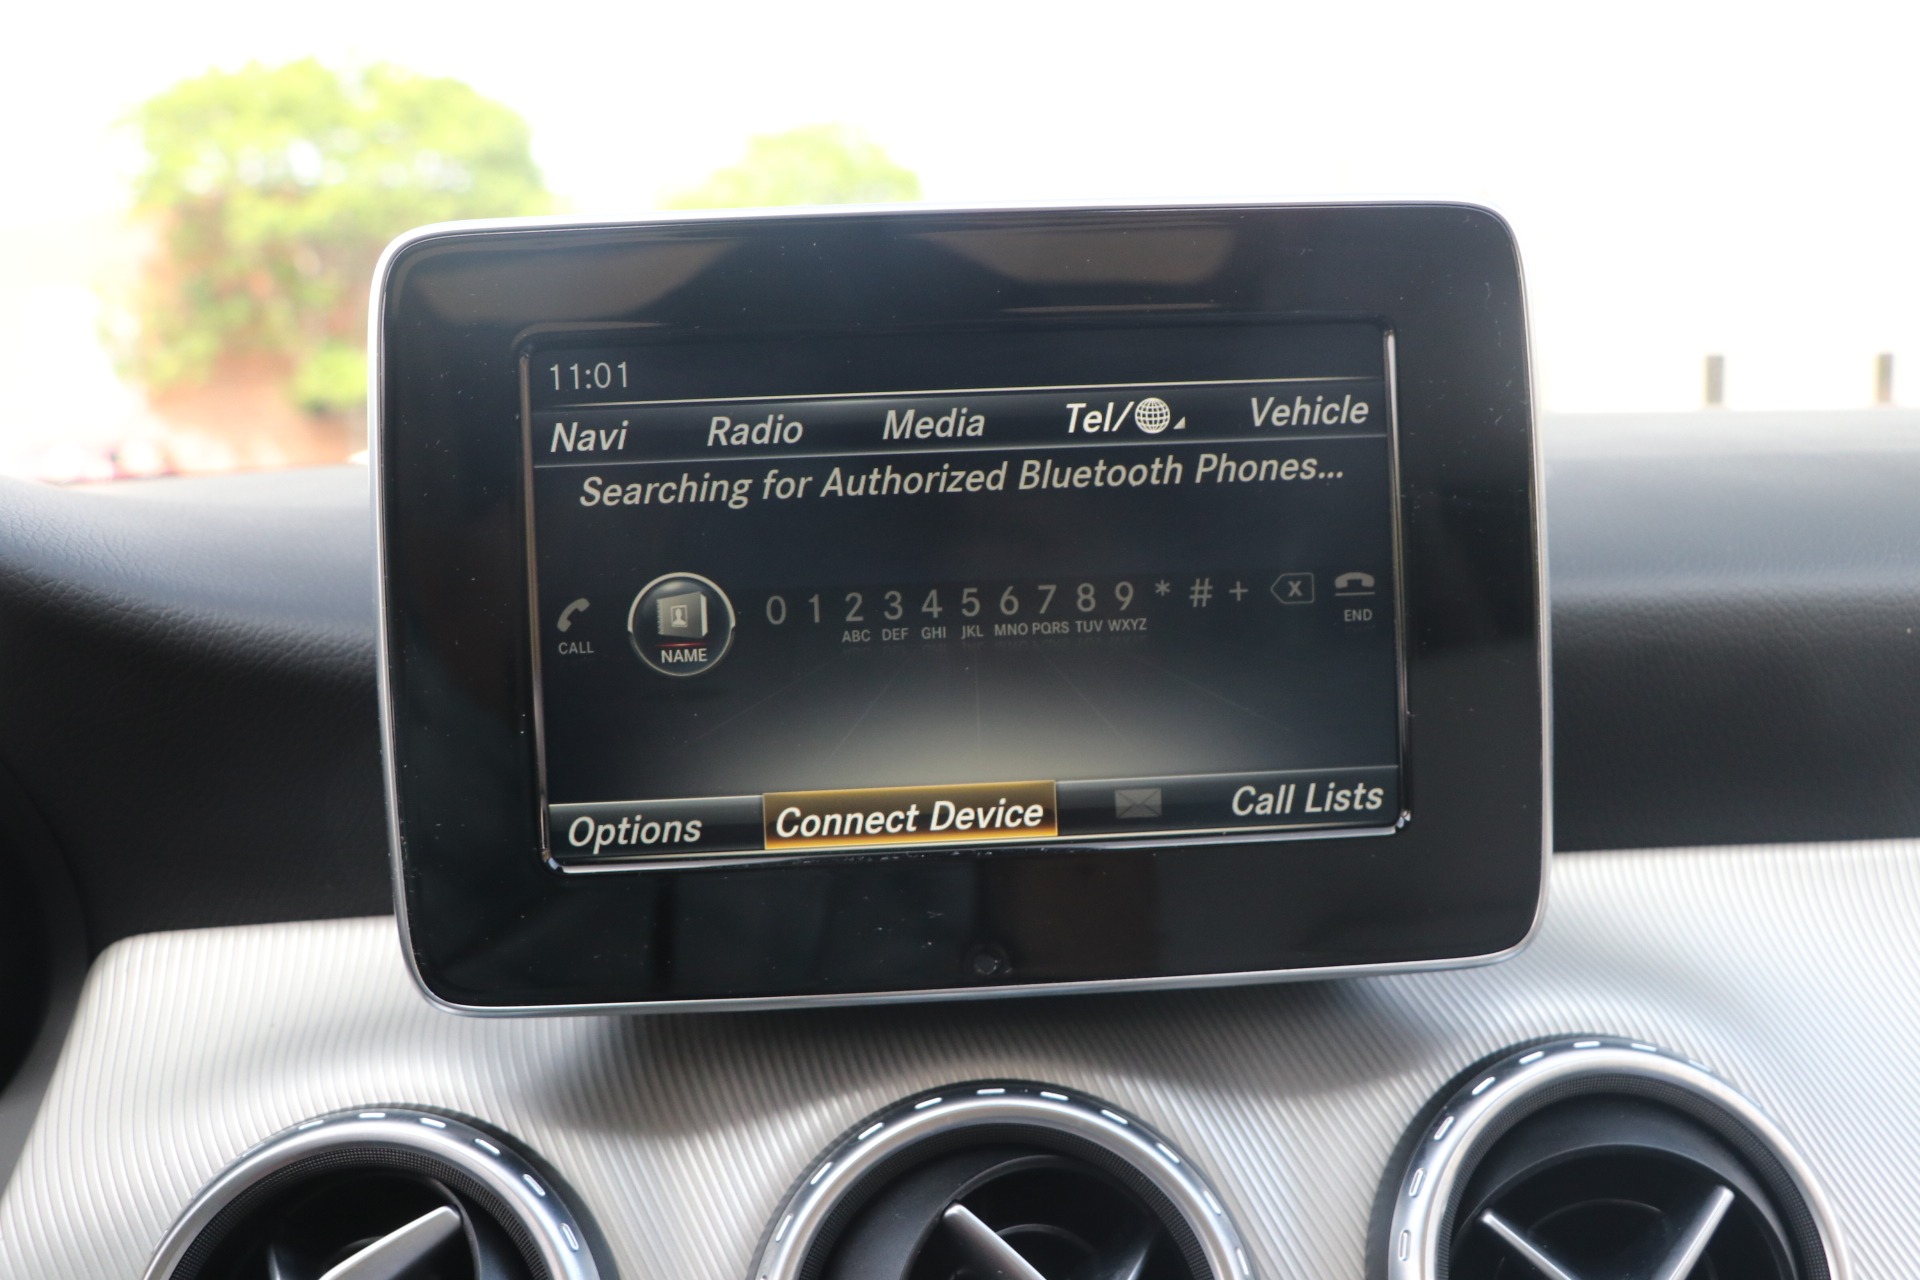 11:01
Navi Radio Media Tel/ Vehicle
Searching for Authorized Bluetooth Phones...
0 1 2 3 4 5 6 7 8 9 * # + x
ABC DEF GHI JKL MNO PQRS TUV WXYZ
CALL NAME END
Options Connect Device Call Lists